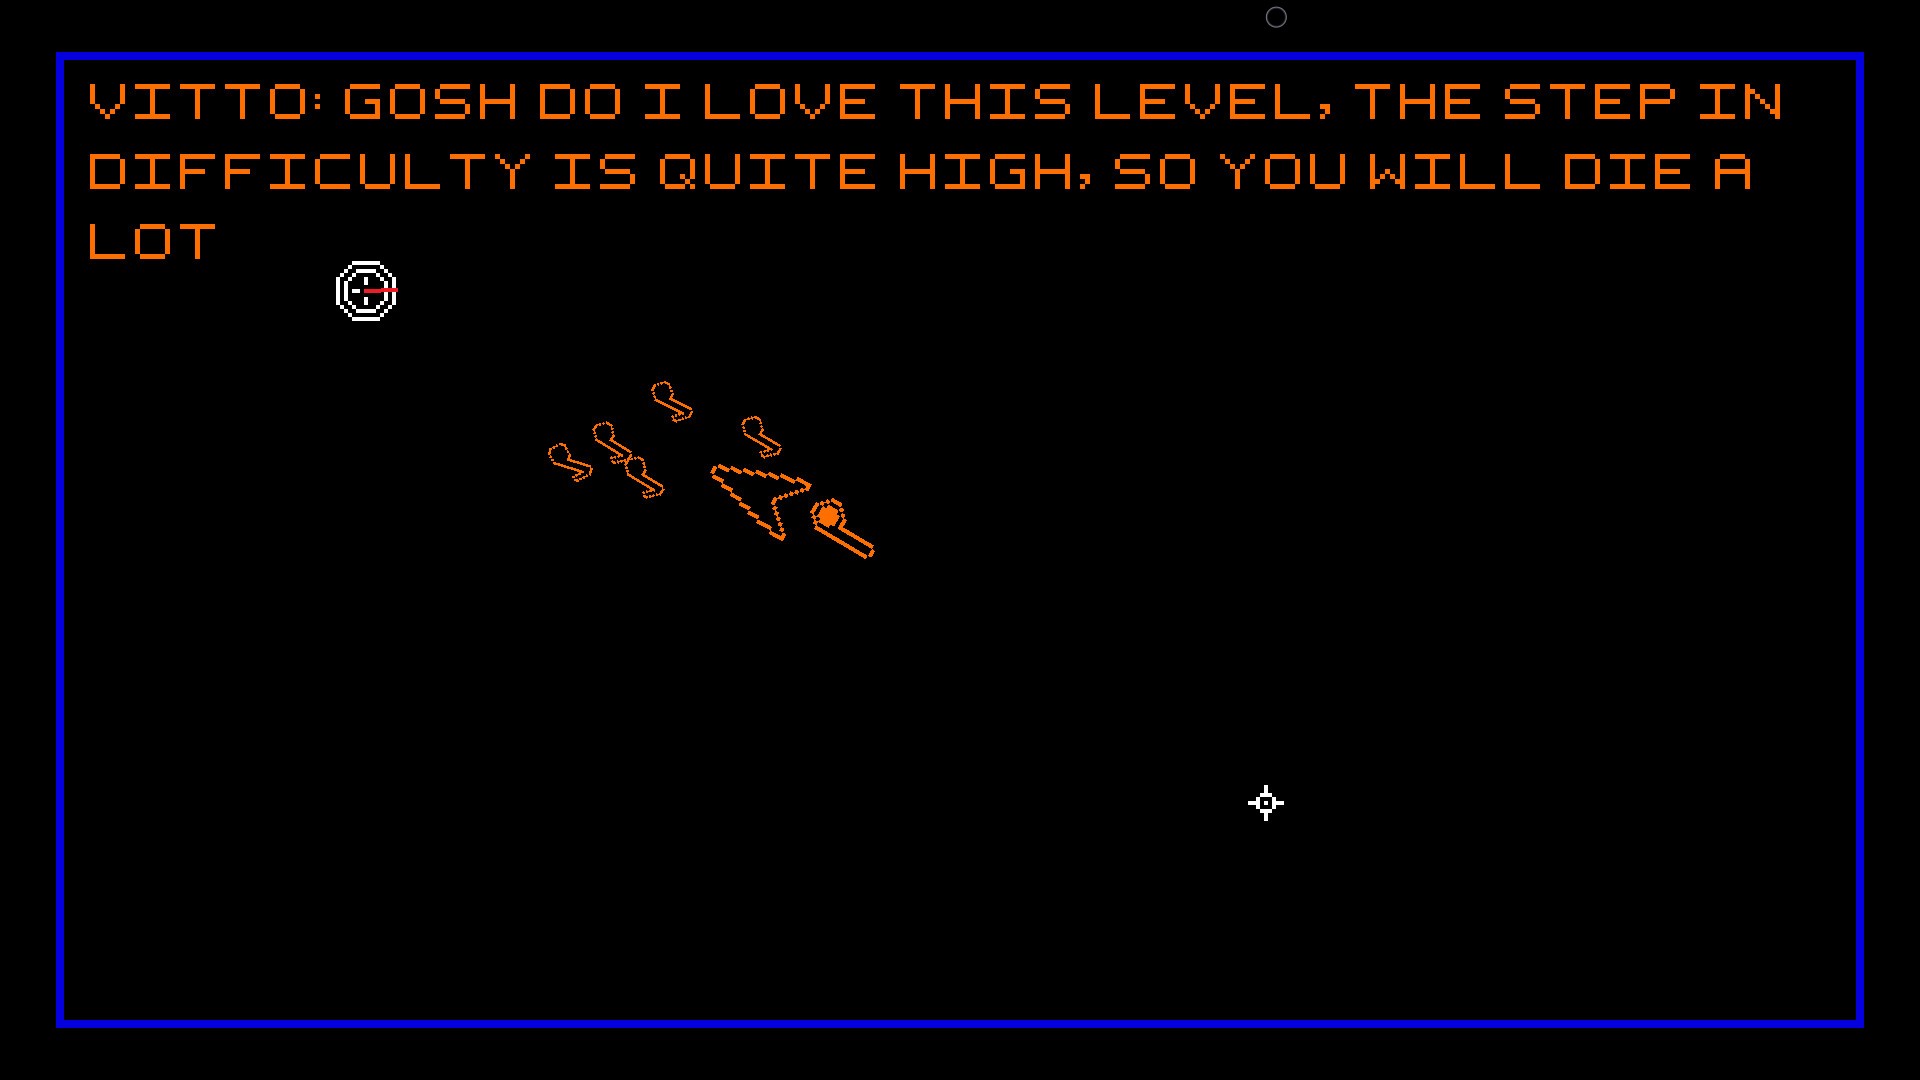 VITTO: GOSH DO I LOVE THIS LEVEL, THE STEP IN
DIFFICULTY IS QUITE HIGH, SO YOU WILL DIE A
LOT